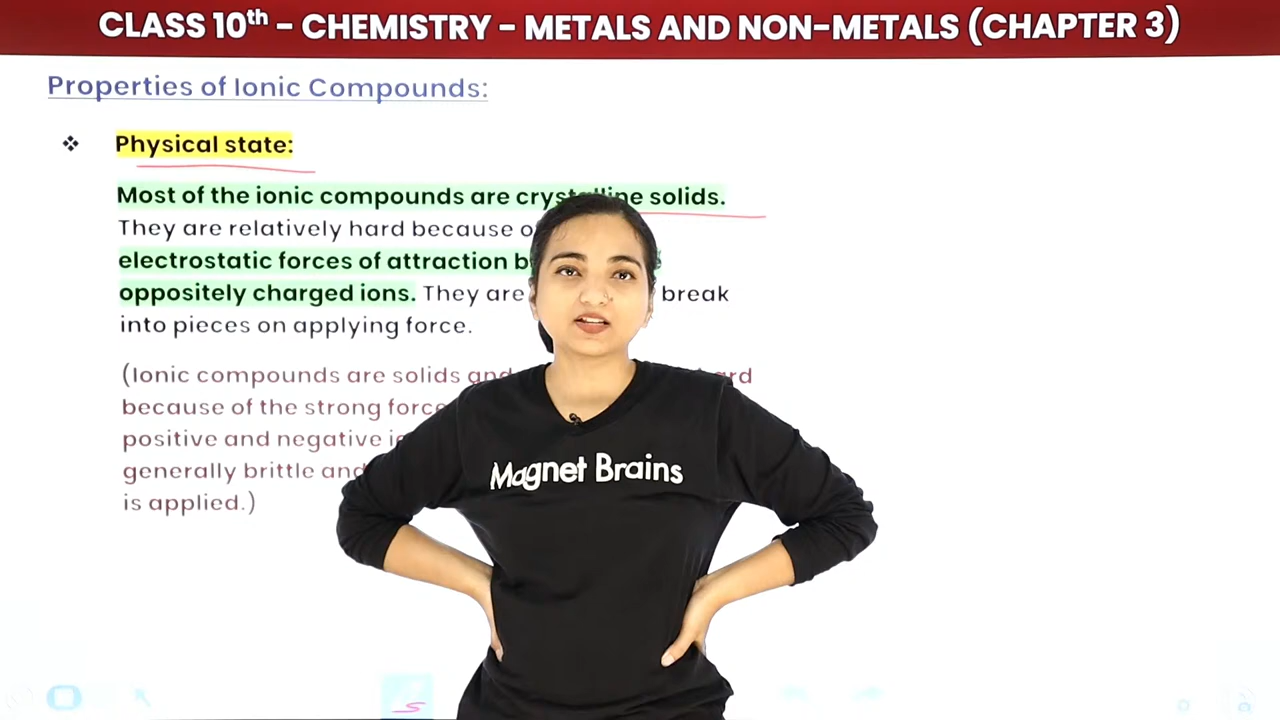 CLASS 10th - CHEMISTRY - METALS AND NON-METALS (CHAPTER 3)
Properties of Ionic Compounds:
❖ Physical state:
Most of the ionic compounds are crystalline solids.
They are relatively hard because
electrostatic forces of attraction
oppositely charged ions. They are break
into pieces on applying force.
(Ionic compounds are solids and
because of the strong force
positive and negative
generally brittle and
is applied.)
Magnet Brains